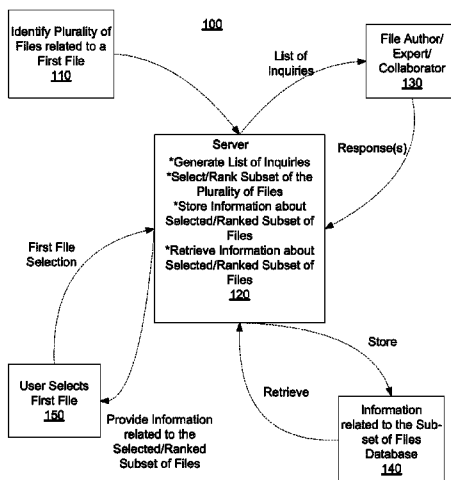 100
Identify Plurality of
Files related to a
First File
110
List of
Inquiries
File Author/
Expert/
Collaborator
130
Response(s)
Server
*Generate List of Inquiries
*Select/Rank Subset of the
Plurality of Files
*Store Information about
Selected/Ranked Subset of
Files
*Retrieve Information about
Selected/Ranked Subset of
Files
120
First File
Selection
User Selects
First File
150
Provide Information
related to the
Selected/Ranked
Subset of Files
Store
Retrieve
Information
related to the Sub-
set of Files
Database
140